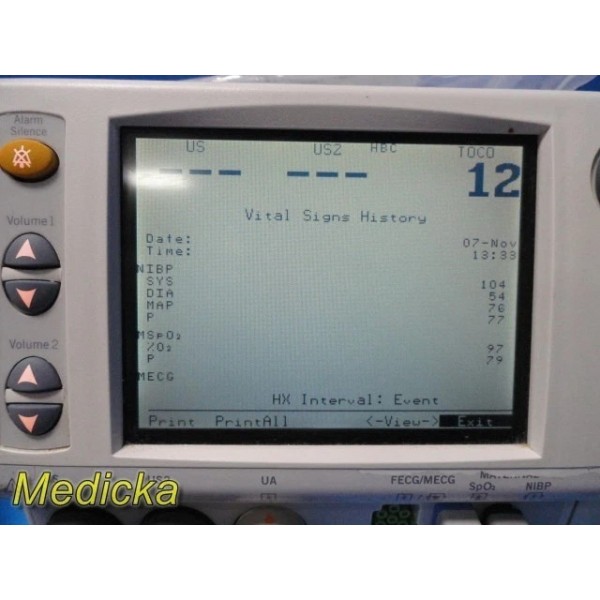 Alarm
Silence
US US2 HBC TOCO
--- --- 12
Vital Signs History
Date: 07-Nov
Time: 13:33
NIBP
SYS 104
DIA 54
MAP 76
P 77
MSpO₂
%O₂ 97
P 79
MECG
HX Interval: Event
Print PrintAll <-View-> Exit
Volume 1
Volume 2
UA FECG/MECG SpO₂ NIBP
Medicka